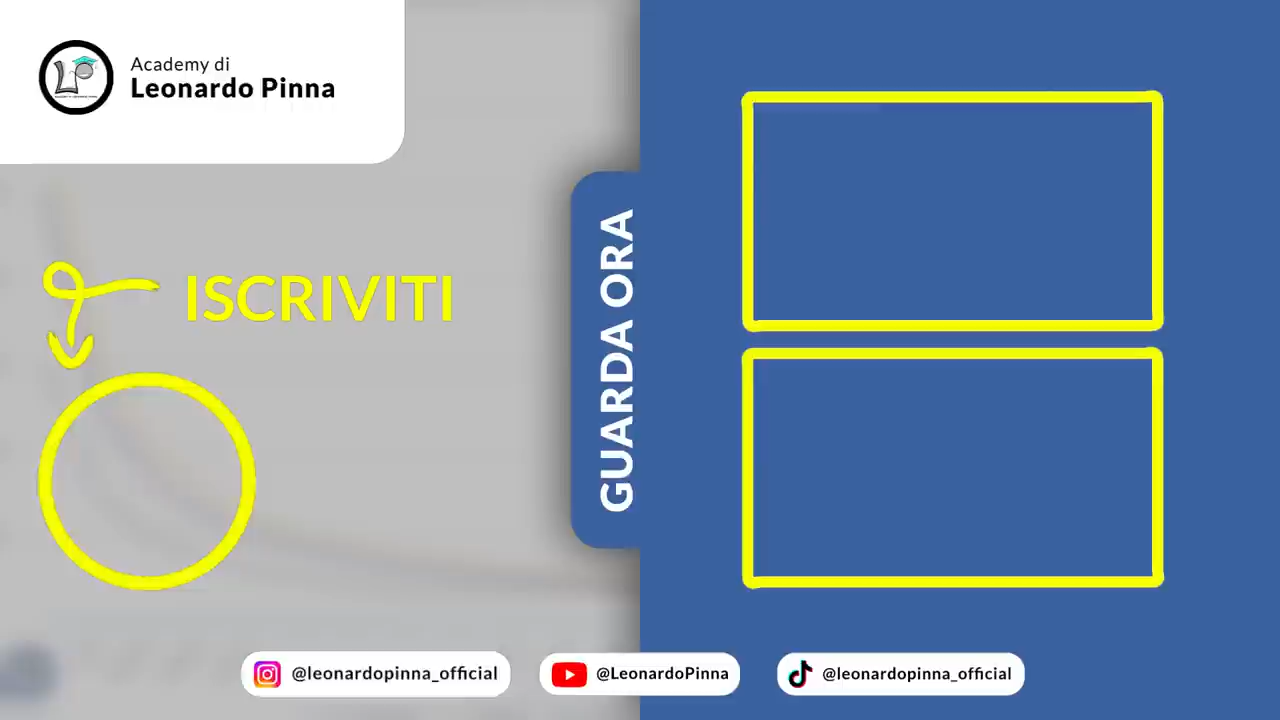 Academy di
Leonardo Pinna
ISCRIVITI
GUARDA ORA
@leonardopinna_official
@LeonardoPinna
@leonardopinna_official